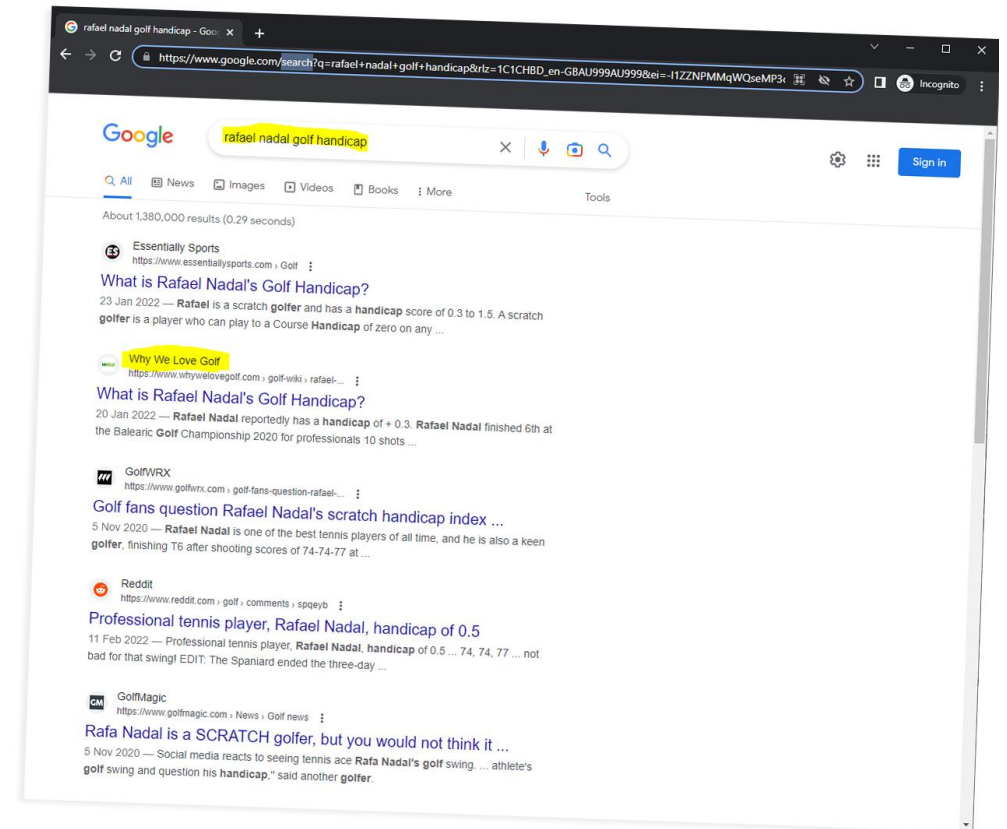 rafael nadal golf handicap - Goo
https://www.google.com/search?q=rafael+nadal+golf+handicap&rlz=1C1CHBD_en-GBAU999AU999&ei=-I1ZZNPMMqWQseMP3c
Incognito
Google
rafael nadal golf handicap
Sign in
All News Images Videos Books More Tools
About 1,380,000 results (0.29 seconds)
ES
Essentially Sports
https://www.essentiallysports.com › Golf
What is Rafael Nadal's Golf Handicap?
23 Jan 2022 — Rafael is a scratch golfer and has a handicap score of 0.3 to 1.5. A scratch
golfer is a player who can play to a Course Handicap of zero on any ...
Why We Love Golf
https://www.whywelovegolf.com › golf-wiki › rafael-...
What is Rafael Nadal's Golf Handicap?
20 Jan 2022 — Rafael Nadal reportedly has a handicap of + 0.3. Rafael Nadal finished 6th at
the Balearic Golf Championship 2020 for professionals 10 shots ...
GolfWRX
https://www.golfwrx.com › golf-fans-question-rafael-...
Golf fans question Rafael Nadal's scratch handicap index ...
5 Nov 2020 — Rafael Nadal is one of the best tennis players of all time, and he is also a keen
golfer, finishing T6 after shooting scores of 74-74-77 at ...
Reddit
https://www.reddit.com › golf › comments › spqeyb
Professional tennis player, Rafael Nadal, handicap of 0.5
11 Feb 2022 — Professional tennis player, Rafael Nadal, handicap of 0.5 ... 74, 74, 77 ... not
bad for that swing! EDIT: The Spaniard ended the three-day ...
GM
GolfMagic
https://www.golfmagic.com › News › Golf news
Rafa Nadal is a SCRATCH golfer, but you would not think it ...
5 Nov 2020 — Social media reacts to seeing tennis ace Rafa Nadal's golf swing. ... athlete's
golf swing and question his handicap," said another golfer.